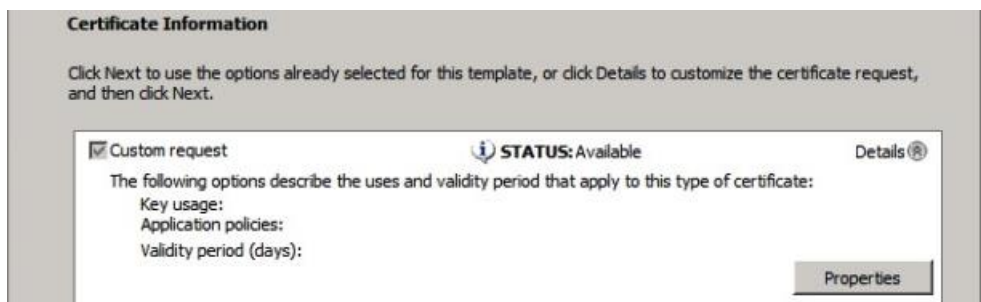 Certificate Information
Click Next to use the options already selected for this template, or click Details to customize the certificate request,
and then click Next.
Custom request STATUS: Available Details
The following options describe the uses and validity period that apply to this type of certificate:
Key usage:
Application policies:
Validity period (days):
Properties